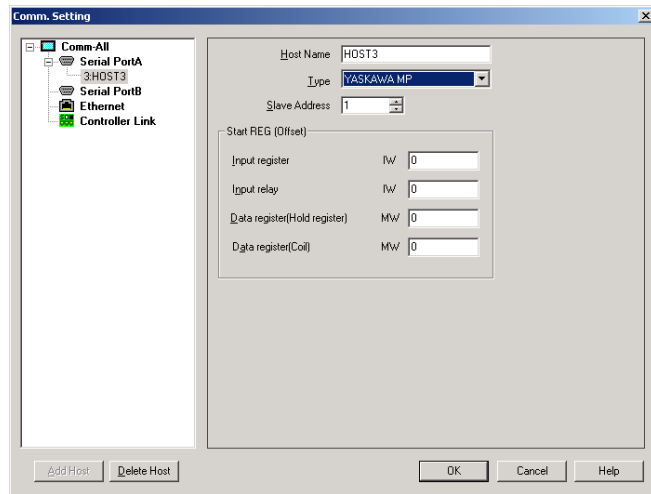 Comm. Setting
Comm-All
Serial PortA
3:HOST3
Serial PortB
Ethernet
Controller Link
Host Name HOST3
Type YASKAWA MP
Slave Address 1
Start REG (Offset)
Input register IW 0
Input relay IW 0
Data register(Hold register) MW 0
Data register(Coil) MW 0
Add Host Delete Host OK Cancel Help